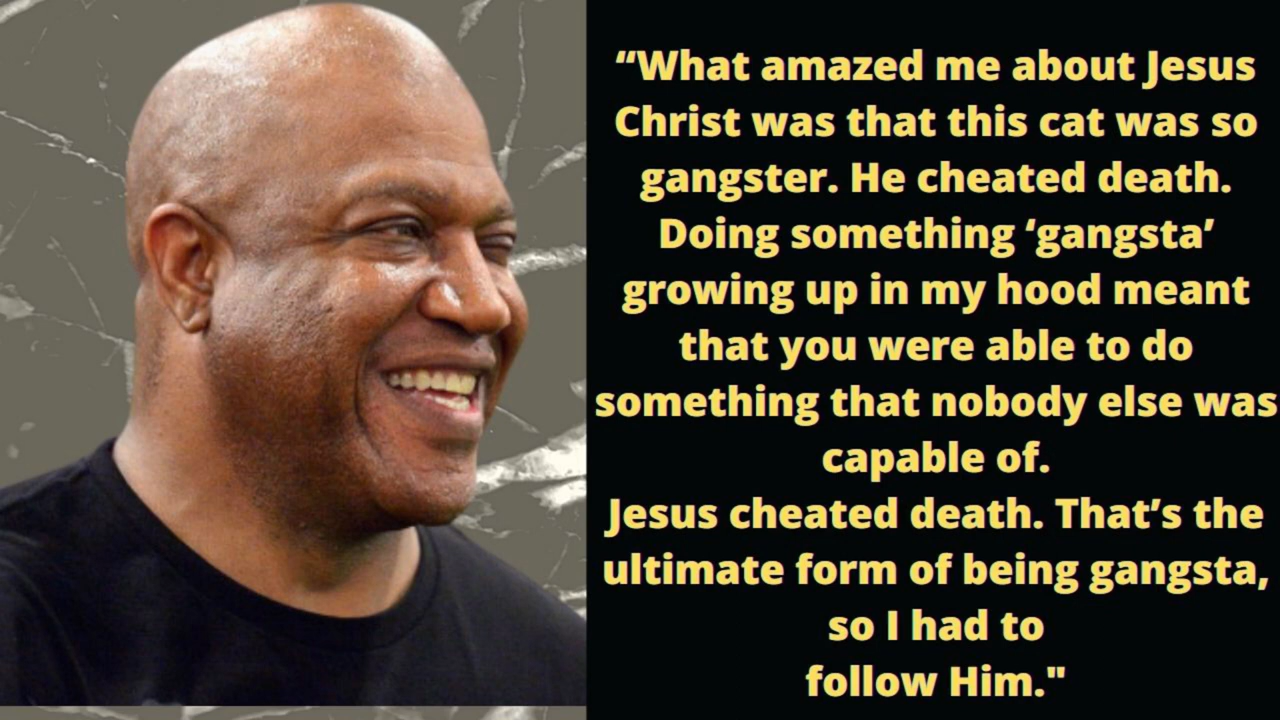 “What amazed me about Jesus
Christ was that this cat was so
gangster. He cheated death.
Doing something ‘gangsta’
growing up in my hood meant
that you were able to do
something that nobody else was
capable of.
Jesus cheated death. That’s the
ultimate form of being gangsta,
so I had to
follow Him."